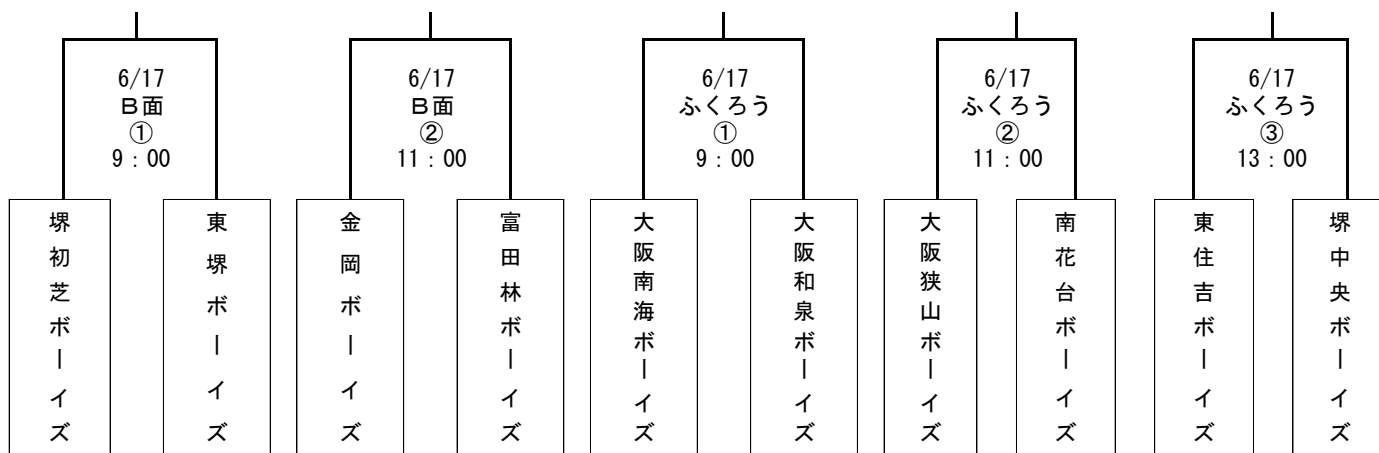 6/17
B面
①
9：00
6/17
B面
②
11：00
6/17
ふくろう
①
9：00
6/17
ふくろう
②
11：00
6/17
ふくろう
③
13：00
堺初芝ボーイズ
東堺ボーイズ
金岡ボーイズ
富田林ボーイズ
大阪南海ボーイズ
大阪和泉ボーイズ
大阪狭山ボーイズ
南花台ボーイズ
東住吉ボーイズ
堺中央ボーイズ